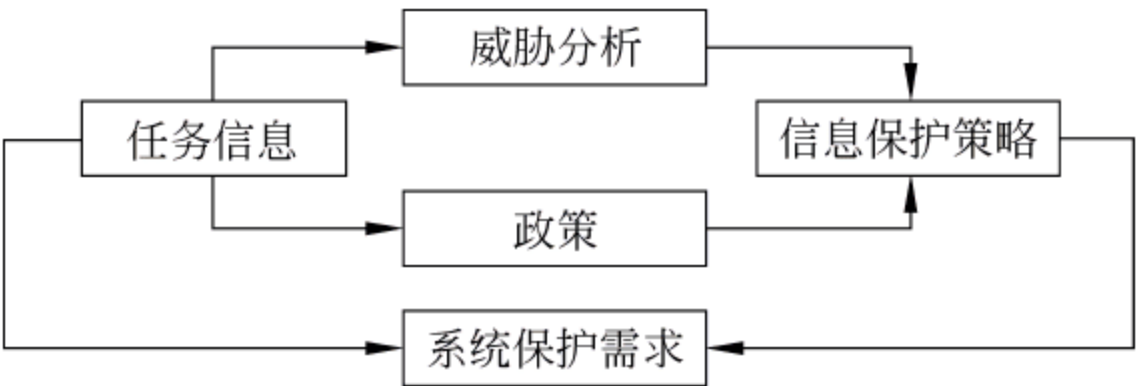 威胁分析
任务信息
信息保护策略
政策
系统保护需求